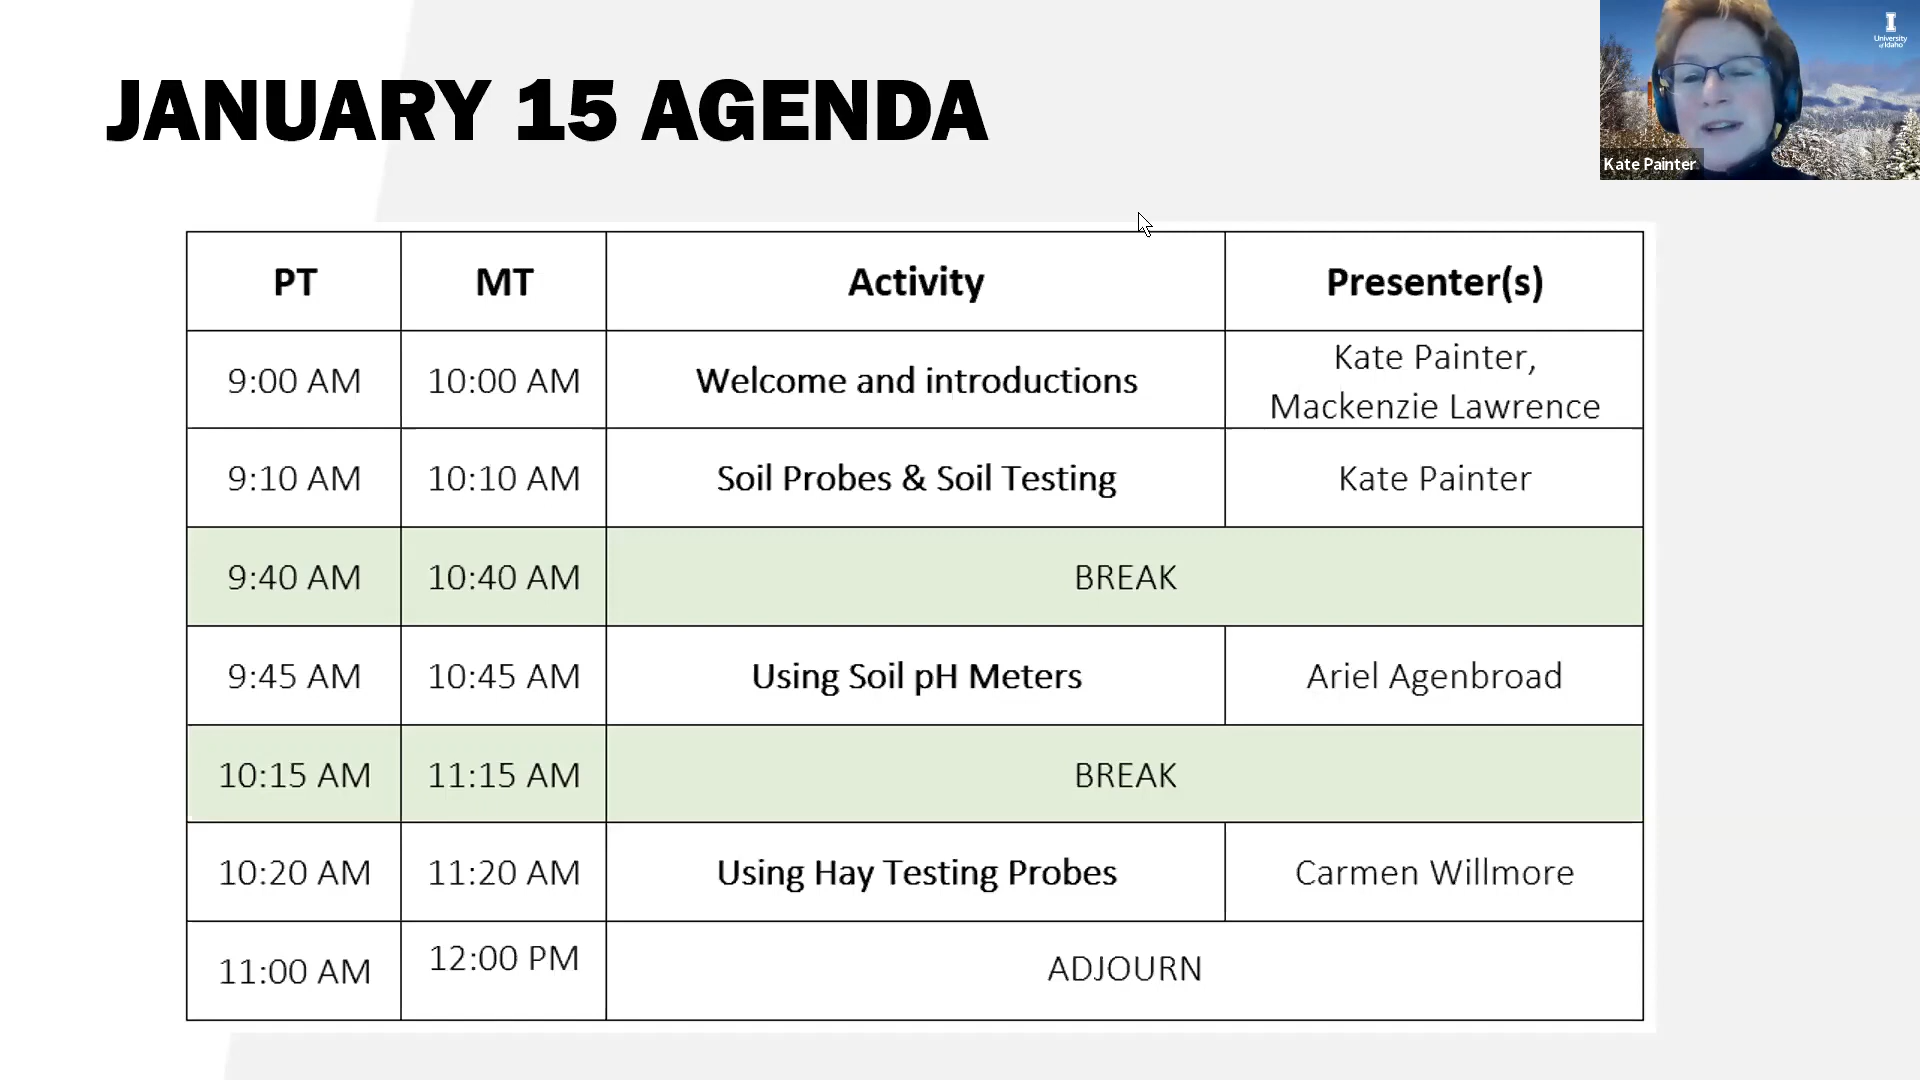 JANUARY 15 AGENDA
University
of Idaho
Kate Painter
PT MT Activity Presenter(s)
9:00 AM 10:00 AM Welcome and introductions Kate Painter,
Mackenzie Lawrence
9:10 AM 10:10 AM Soil Probes & Soil Testing Kate Painter
9:40 AM 10:40 AM BREAK
9:45 AM 10:45 AM Using Soil pH Meters Ariel Agenbroad
10:15 AM 11:15 AM BREAK
10:20 AM 11:20 AM Using Hay Testing Probes Carmen Willmore
11:00 AM 12:00 PM ADJOURN